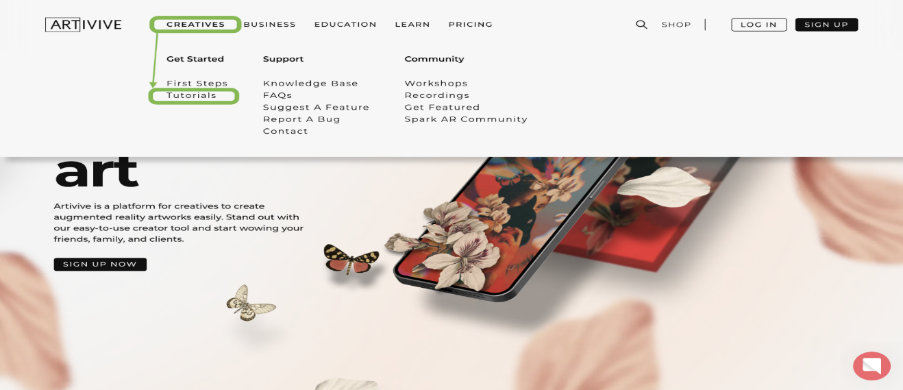 ARTIVIVE
CREATIVES BUSINESS EDUCATION LEARN PRICING SHOP LOG IN SIGN UP
Get Started
First Steps
Tutorials
Support
Knowledge Base
FAQs
Suggest A Feature
Report A Bug
Contact
Community
Workshops
Recordings
Get Featured
Spark AR Community
art
Artivive is a platform for creatives to create
augmented reality artworks easily. Stand out with
our easy-to-use creator tool and start wowing your
friends, family, and clients.
SIGN UP NOW